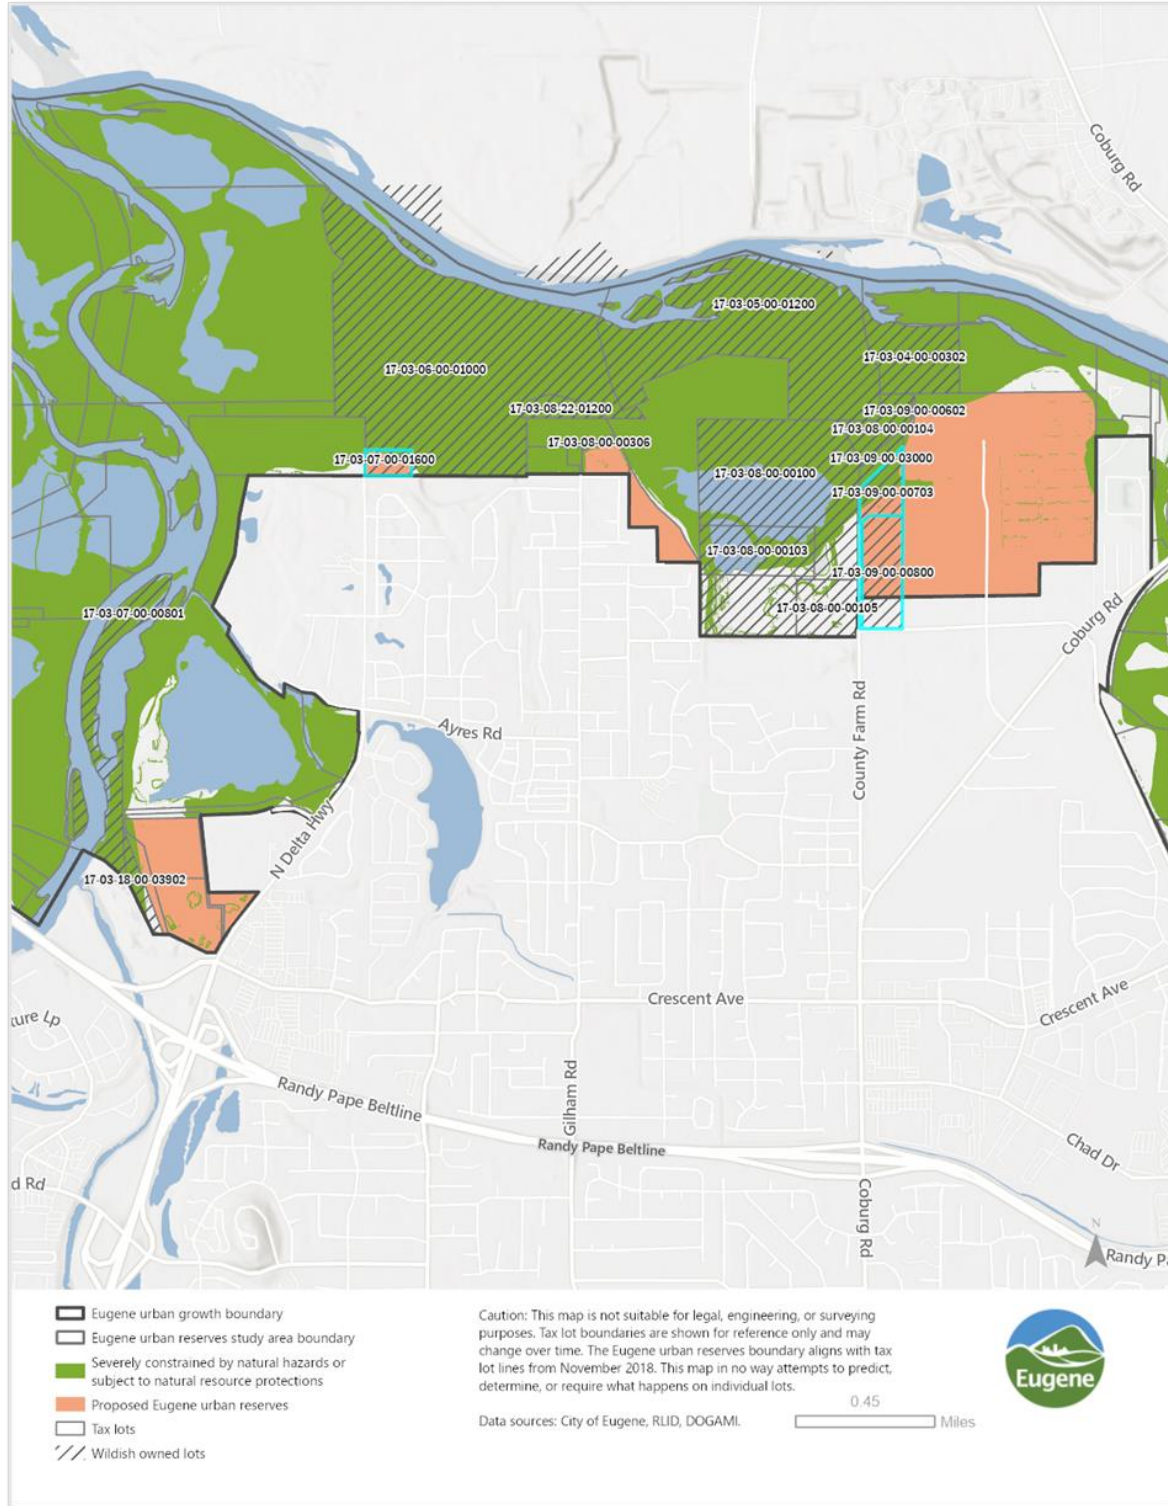 Coburg Rd
17-03-05-00-01200
17-03-04-00-00302
17-03-06-00-01000
17-03-08-22-01200
17-03-09-00-00602
17-03-08-00-00104
17-03-08-00-00306
17-03-07-00-01600
17-03-09-00-03000
17-03-08-00-00100
17-03-09-00-00703
17-03-08-00-00103
17-03-09-00-00800
17-03-08-00-00105
17-03-07-00-00801
Coburg Rd
Ayres Rd
County Farm Rd
N Delta Hwy
17-03-18-00-03902
Crescent Ave
Crescent Ave
ure Lp
Gilham Rd
Randy Pape Beltline
Randy Pape Beltline
Chad Dr
d Rd
Coburg Rd
N
Randy P
Eugene urban growth boundary
Eugene urban reserves study area boundary
Severely constrained by natural hazards or
subject to natural resource protections
Proposed Eugene urban reserves
Tax lots
Wildish owned lots
Caution: This map is not suitable for legal, engineering, or surveying
purposes. Tax lot boundaries are shown for reference only and may
change over time. The Eugene urban reserves boundary aligns with tax
lot lines from November 2018. This map in no way attempts to predict,
determine, or require what happens on individual lots.
Data sources: City of Eugene, RLID, DOGAMI.
0.45
Miles
Eugene